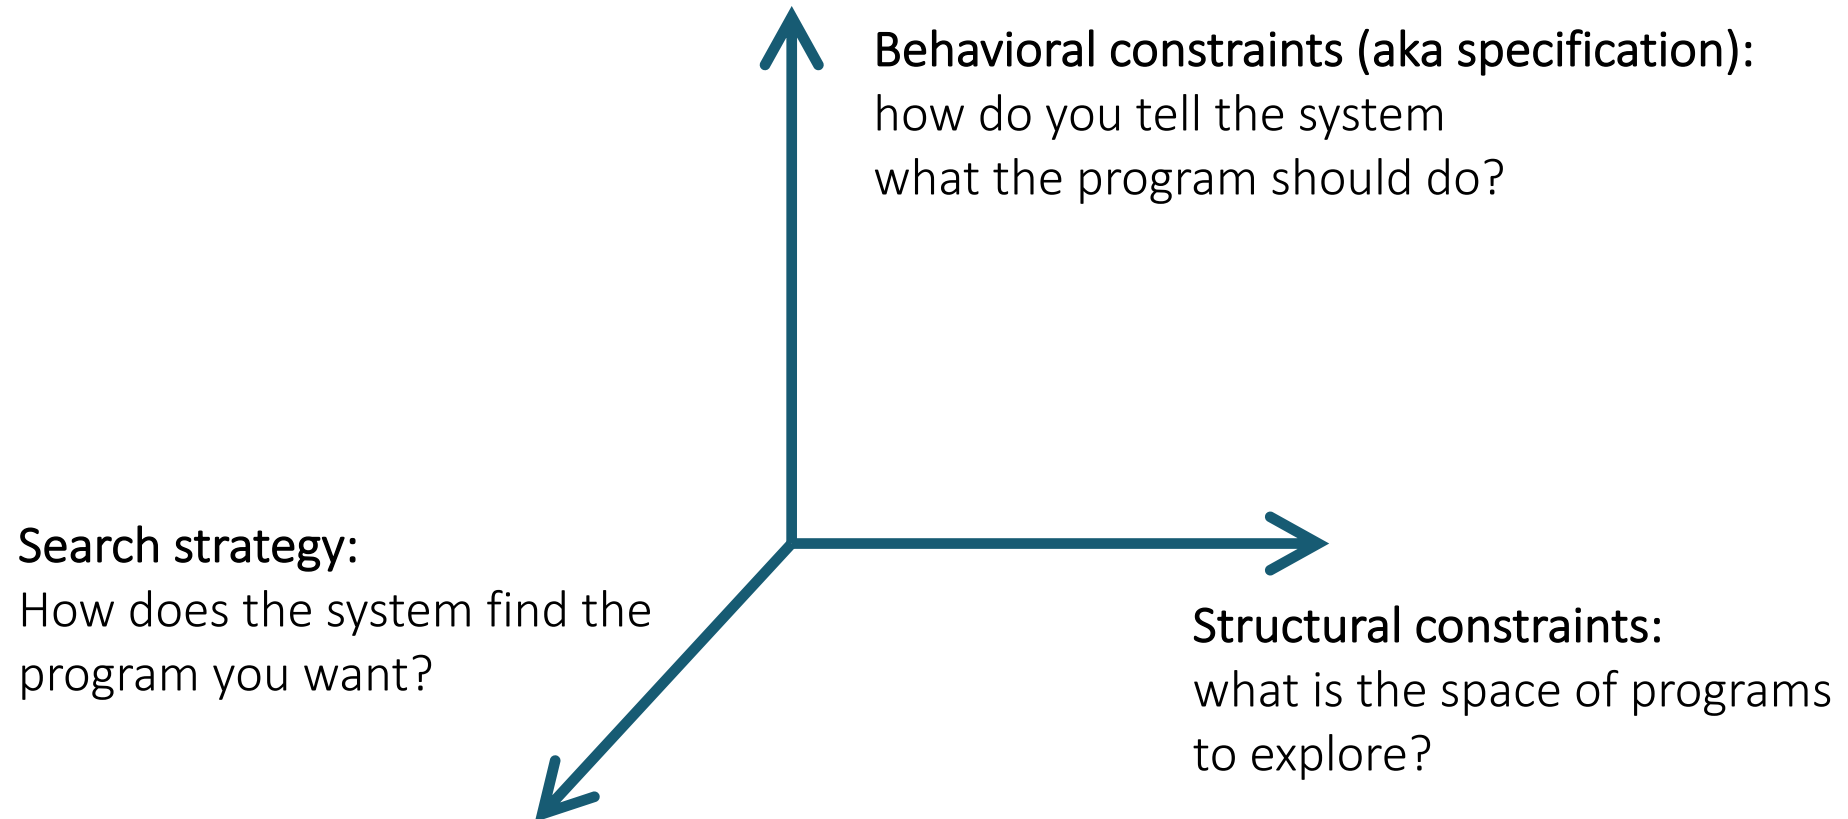 Behavioral constraints (aka specification):
how do you tell the system
what the program should do?
Search strategy:
How does the system find the
program you want?
Structural constraints:
what is the space of programs
to explore?